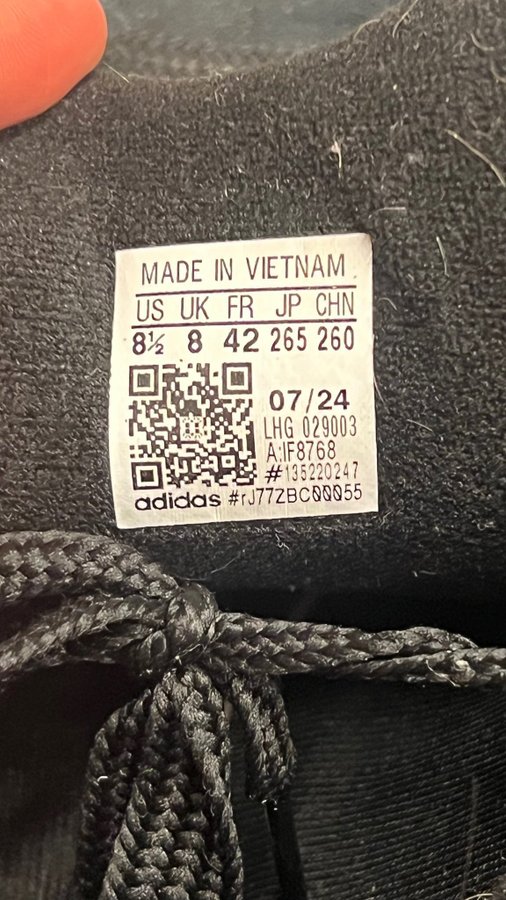 MADE IN VIETNAM
US UK FR JP CHN
8½ 8 42 265 260
07/24
LHG 029003
A:IF8768
#135220247
adidas #rJ77ZBC00055